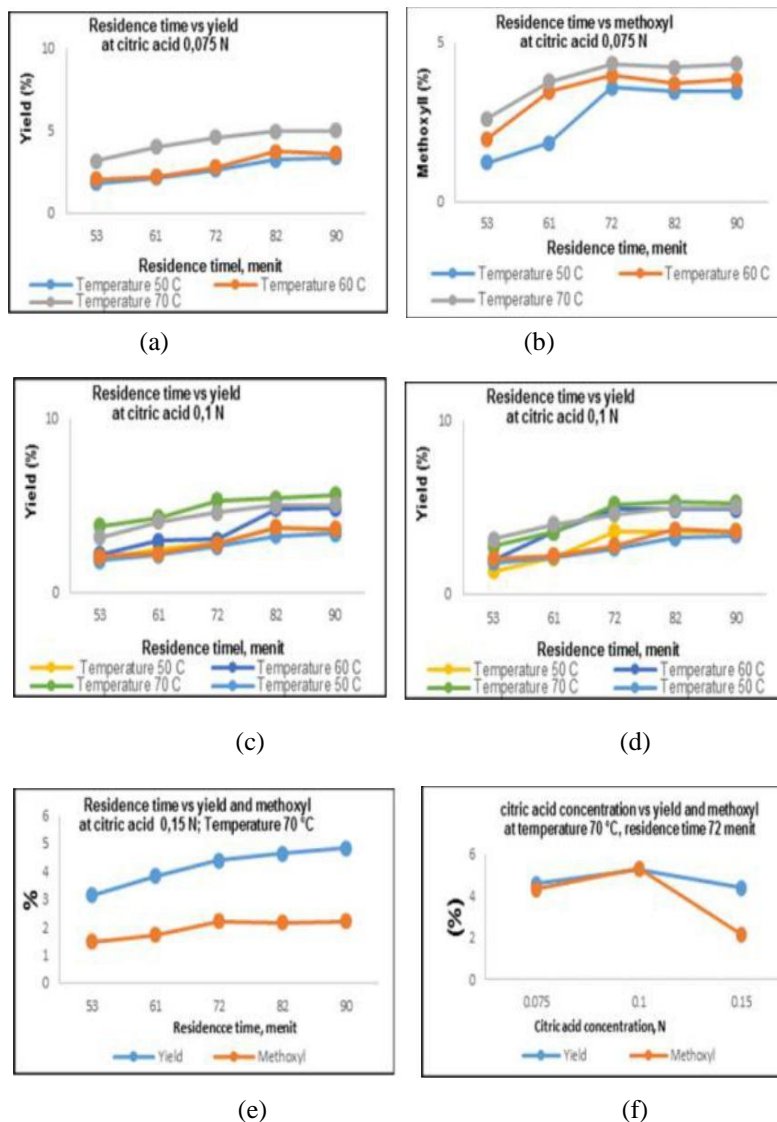 Residence time vs yield
at citric acid 0,075 N
10
5
0
Yield (%)
53 61 72 82 90
Residence timel, menit
Temperature 50 C
Temperature 60 C
Temperature 70 C
(a)
Residence time vs methoxyl
at citric acid 0,075 N
5
0
Methoxyll (%)
53 61 72 82 90
Residence time, menit
Temperature 50 C
Temperature 60 C
Temperature 70 C
(b)
Residence time vs yield
at citric acid 0,1 N
10
0
Yield (%)
53 61 72 82 90
Residence timel, menit
Temperature 50 C
Temperature 60 C
Temperature 70 C
Temperature 50 C
(c)
Residence time vs yield
at citric acid 0,1 N
10
0
Yield (%)
53 61 72 82 90
Residence timel, menit
Temperature 50 C
Temperature 60 C
Temperature 70 C
Temperature 50 C
(d)
Residence time vs yield and methoxyl
at citric acid 0,15 N; Temperature 70 °C
6
5
4
3
2
1
0
%
53 61 72 82 90
Residencce time, menit
Yield
Methoxyl
(e)
citric acid concentration vs yield and methoxyl
at temperature 70 °C, residence time 72 menit
6
4
2
0
(%)
0.075 0.1 0.15
Citric acid concentration, N
Yield
Methoxyl
(f)